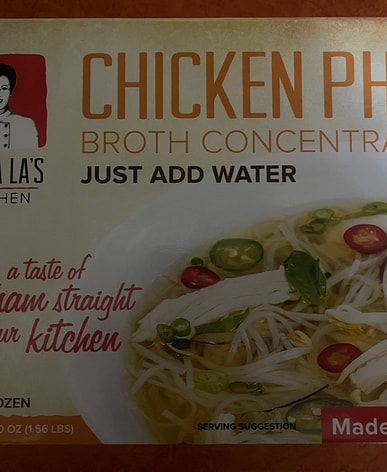 CHICKEN PH
BROTH CONCENTRA
JUST ADD WATER
LA'S
HEN
a taste of
nam straight
ur kitchen
OZEN
0 OZ (1.56 LBS)
SERVING SUGGESTION
Made